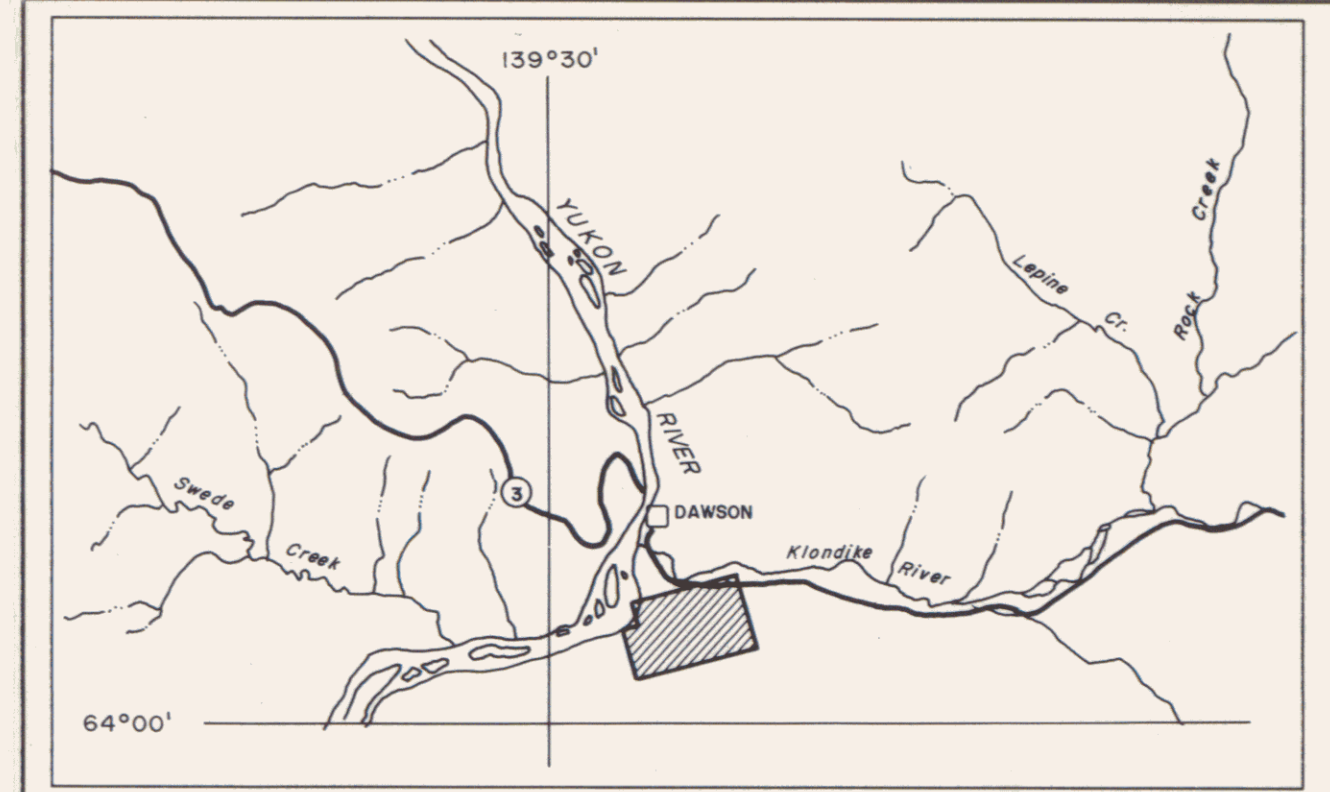 139°30'
YUKON
RIVER
Lepine
Cr.
Rock
Creek
Swede
Creek
3
DAWSON
Klondike
River
64°00'